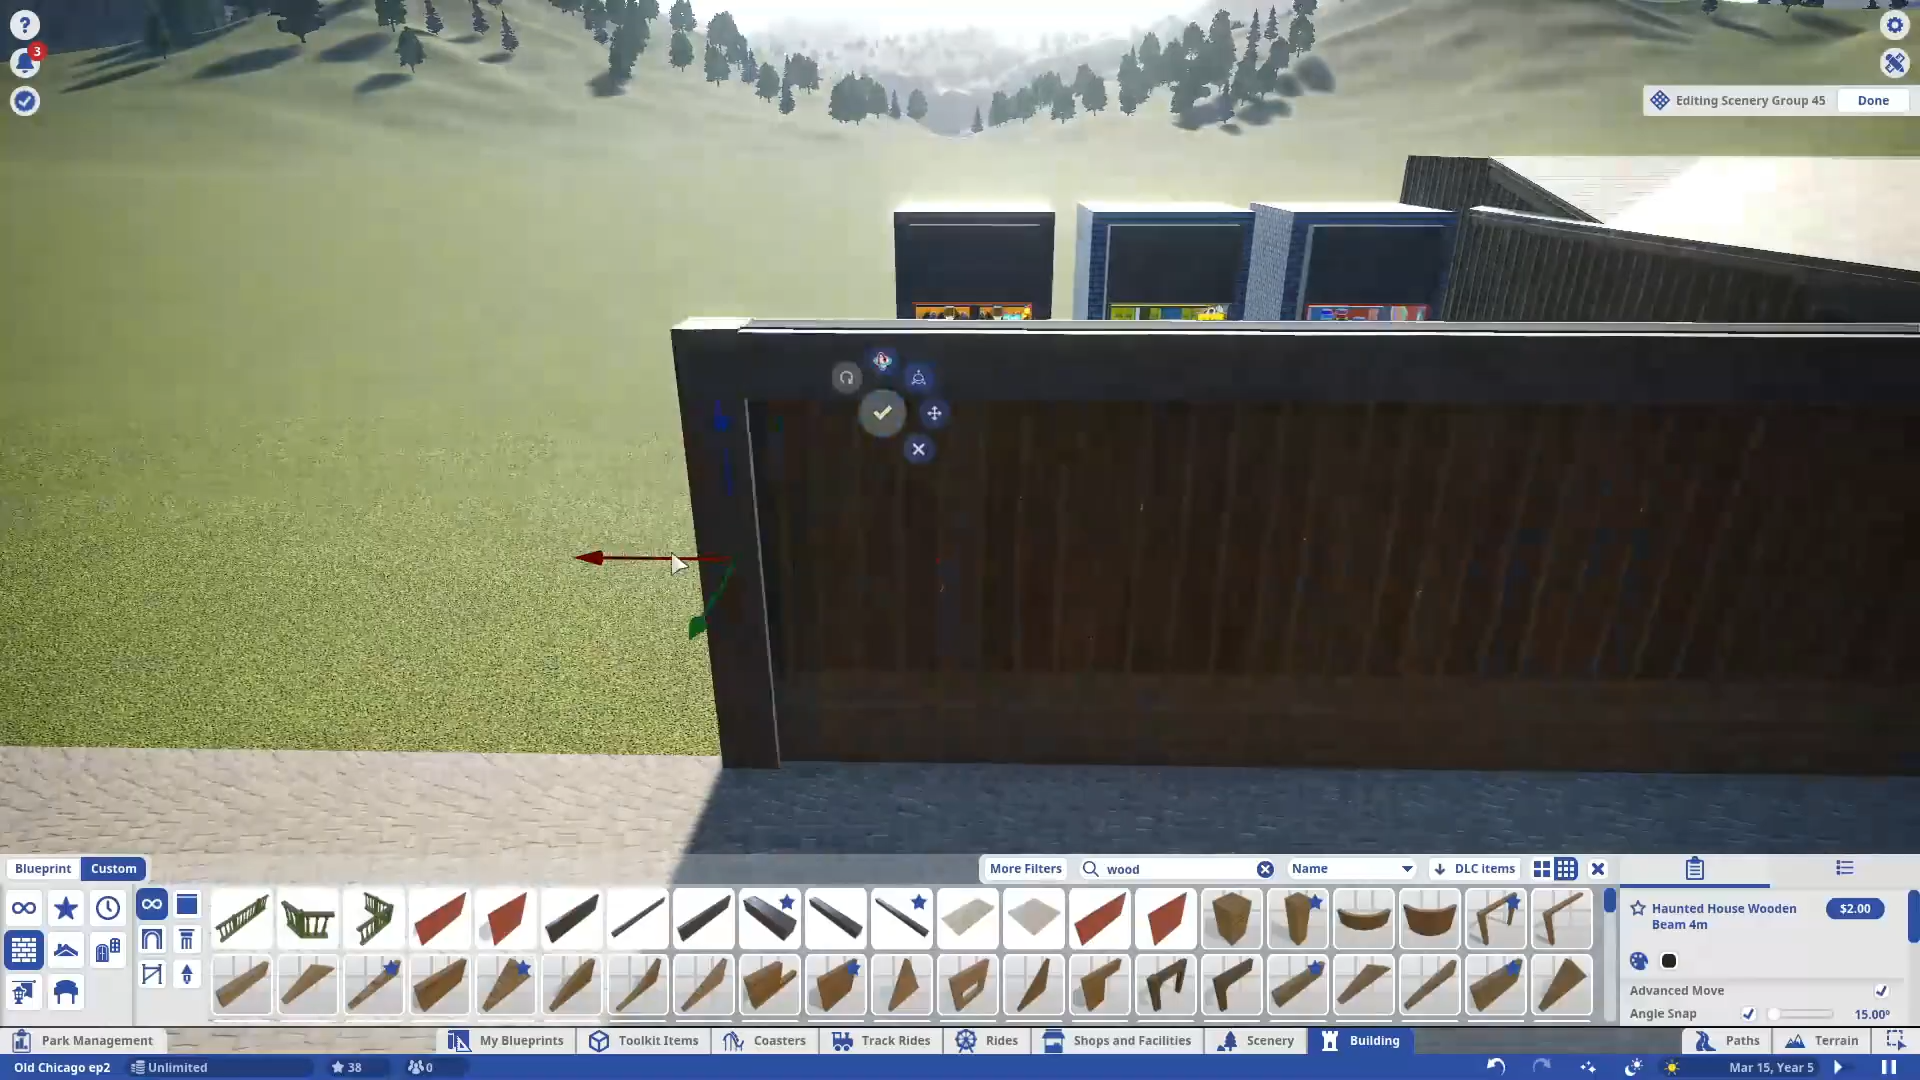 ?
3
Editing Scenery Group 45 Done
Blueprint Custom
More Filters wood Name DLC items
Haunted House Wooden
Beam 4m
$2.00
Advanced Move
Angle Snap 15.00°
Park Management My Blueprints Toolkit Items Coasters Track Rides Rides Shops and Facilities Scenery Building Paths Terrain
Old Chicago ep2 Unlimited 38 0 Mar 15, Year 5